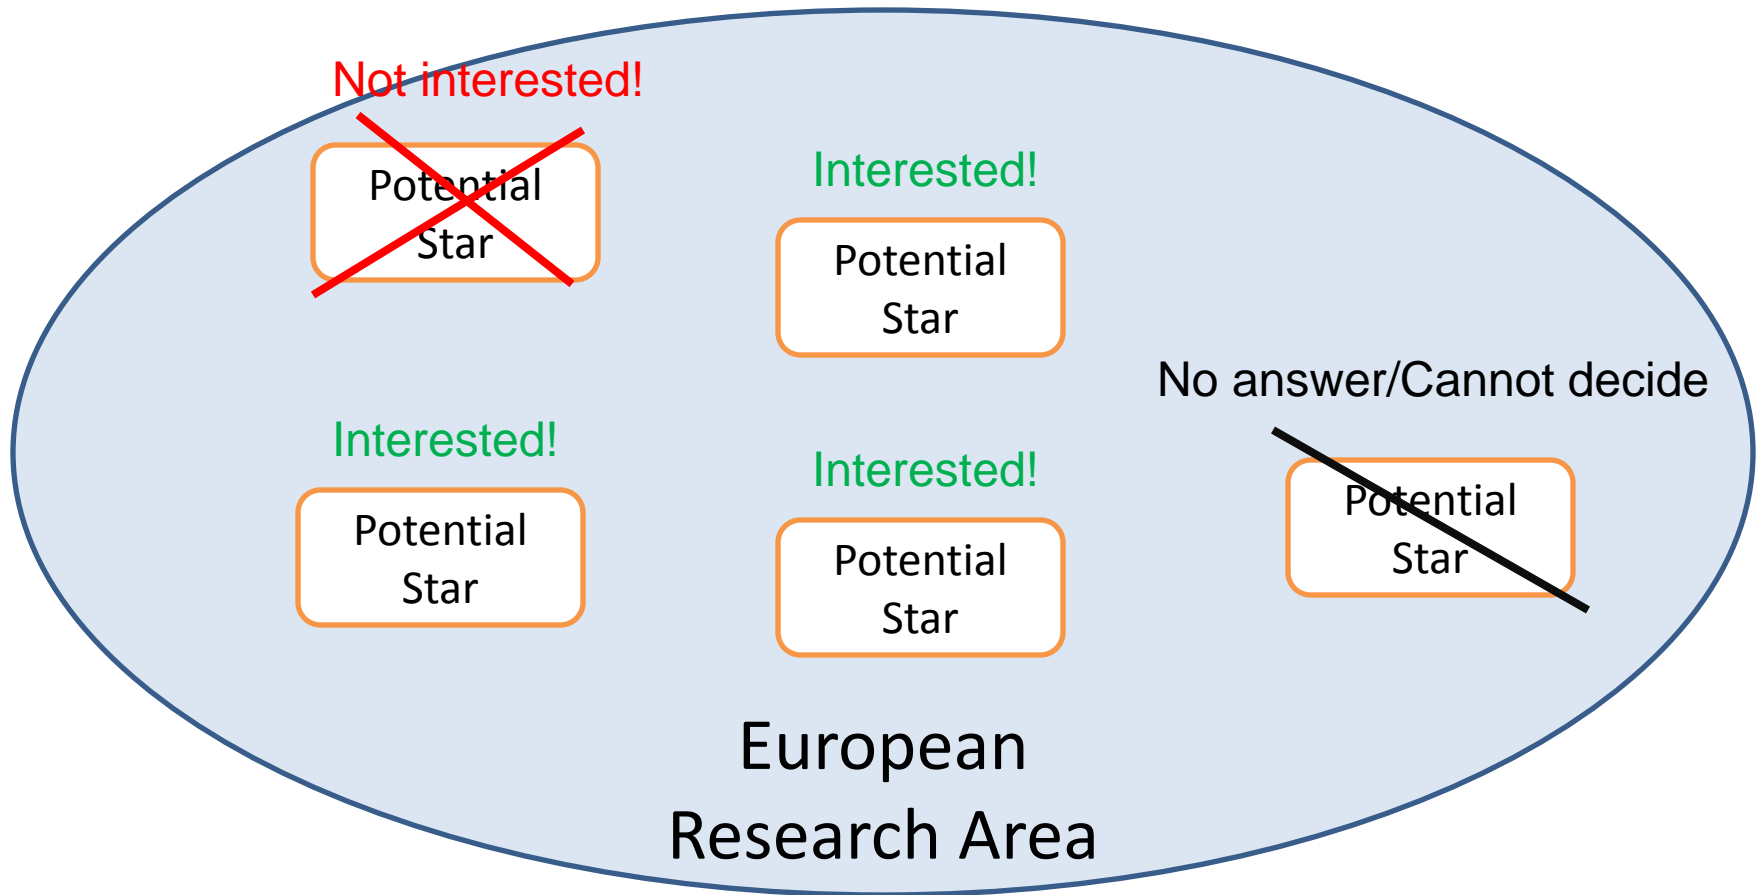 Not interested!
Potential
Star
Interested!
Potential
Star
No answer/Cannot decide
Potential
Star
Interested!
Potential
Star
Interested!
Potential
Star
European
Research Area